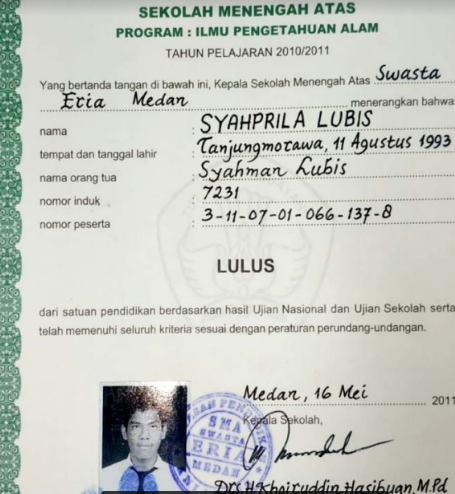 SEKOLAH MENENGAH ATAS
PROGRAM : ILMU PENGETAHUAN ALAM
TAHUN PELAJARAN 2010/2011
Yang bertanda tangan di bawah ini, Kepala Sekolah Menengah Atas Swasta
Eria Medan menerangkan bahwa
nama : SYAHPRILA LUBIS
tempat dan tanggal lahir : Tanjungmorawa, 11 Agustus 1993
nama orang tua : Syahman Lubis
nomor induk : 7231
nomor peserta : 3-11-07-01-066-137-8
LULUS
dari satuan pendidikan berdasarkan hasil Ujian Nasional dan Ujian Sekolah serta
telah memenuhi seluruh kriteria sesuai dengan peraturan perundang-undangan.
Medan, 16 Mei 2011
Kepala Sekolah,
SMA
SWASTA
ERIA
MEDAN
Drs H Khairuddin Hasibuan, M.Pd